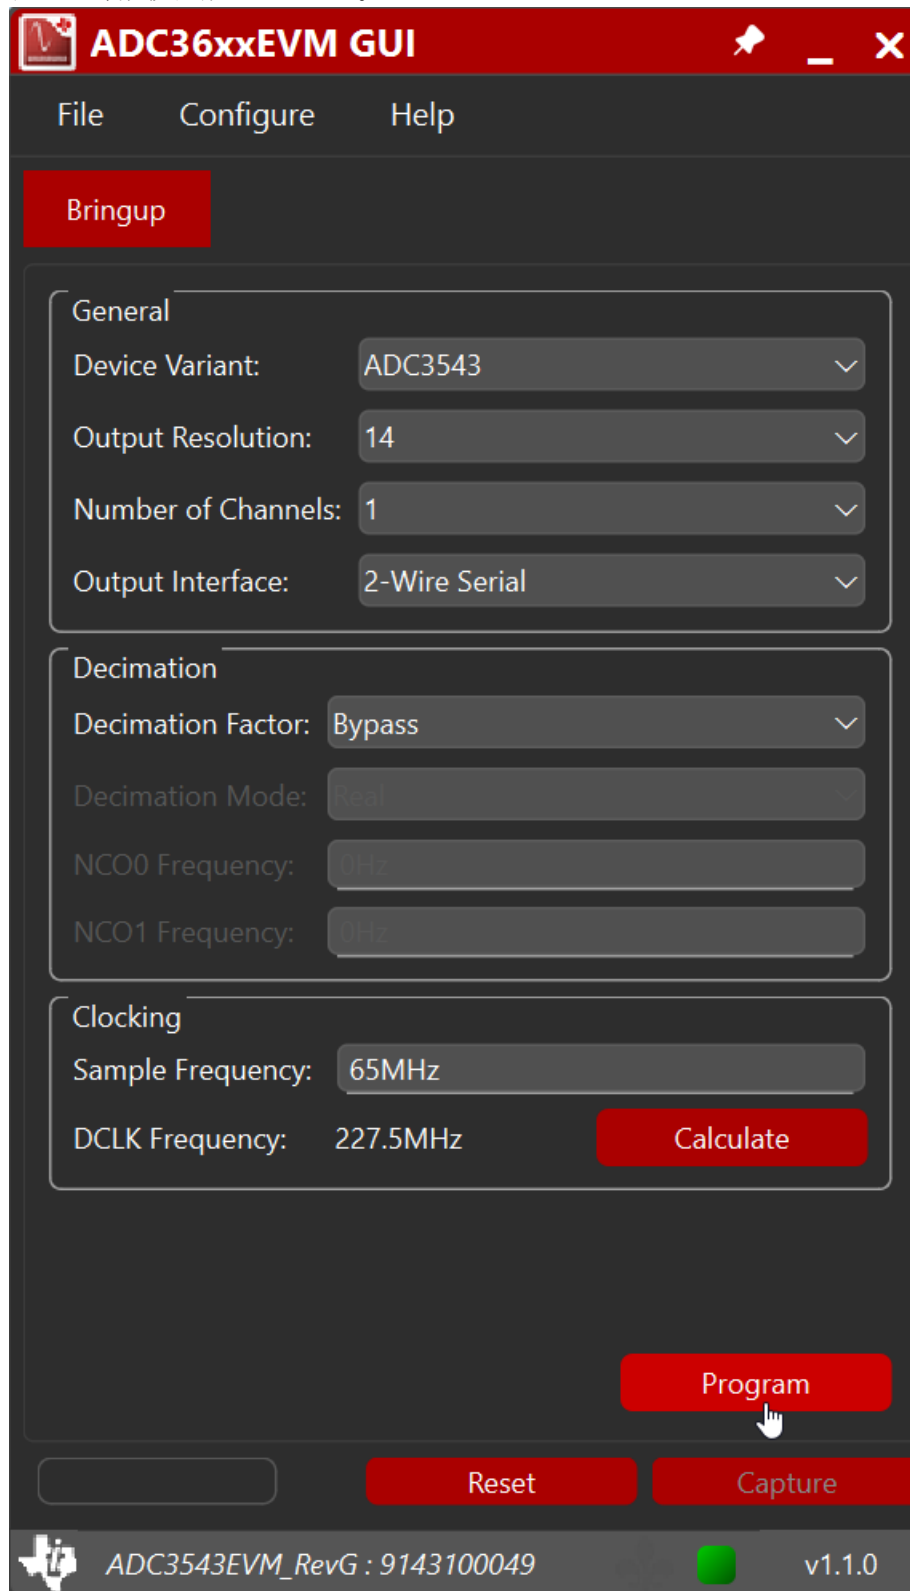 ADC36xxEVM GUI
File Configure Help
Bringup
General
Device Variant: ADC3543
Output Resolution: 14
Number of Channels: 1
Output Interface: 2-Wire Serial
Decimation
Decimation Factor: Bypass
Decimation Mode: Real
NCO0 Frequency: 0Hz
NCO1 Frequency: 0Hz
Clocking
Sample Frequency: 65MHz
DCLK Frequency: 227.5MHz Calculate
Program
Reset Capture
ADC3543EVM_RevG : 9143100049 v1.1.0